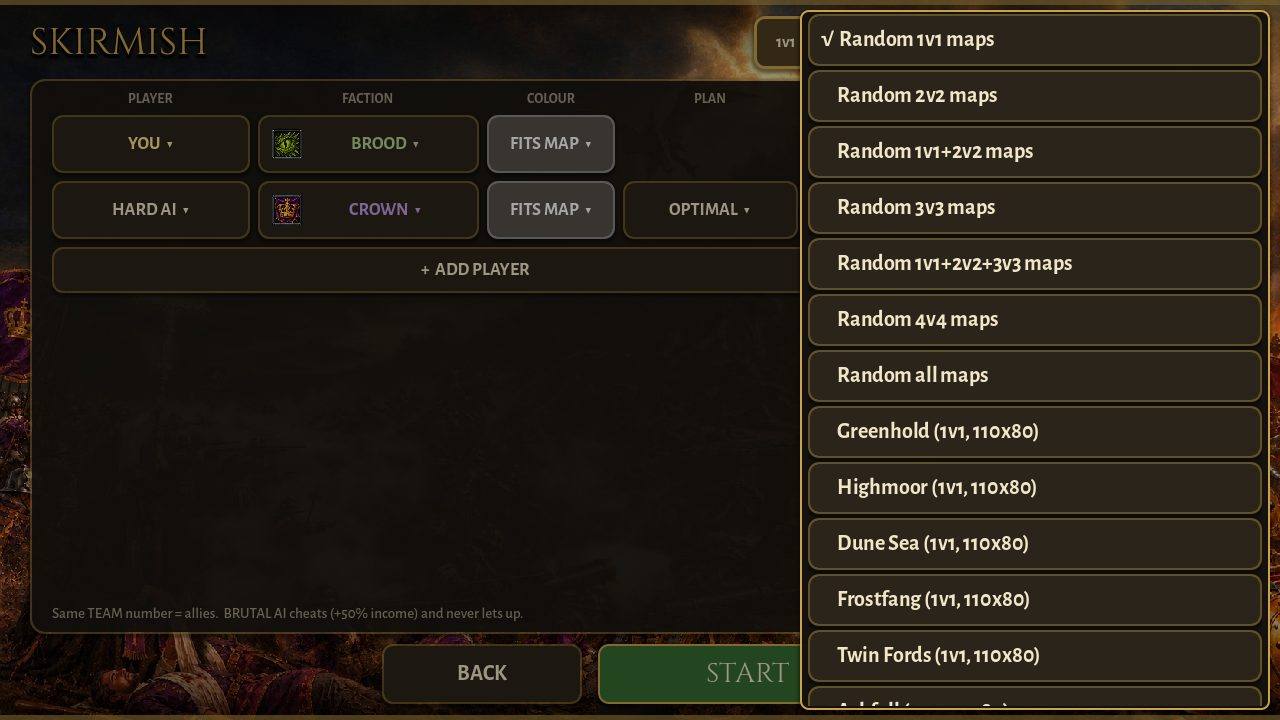 SKIRMISH
1v1
PLAYER FACTION COLOUR PLAN
YOU ▾ BROOD ▾ FITS MAP ▾
HARD AI ▾ CROWN ▾ FITS MAP ▾ OPTIMAL ▾
+ ADD PLAYER
Same TEAM number = allies. BRUTAL AI cheats (+50% income) and never lets up.
BACK
START
√ Random 1v1 maps
Random 2v2 maps
Random 1v1+2v2 maps
Random 3v3 maps
Random 1v1+2v2+3v3 maps
Random 4v4 maps
Random all maps
Greenhold (1v1, 110x80)
Highmoor (1v1, 110x80)
Dune Sea (1v1, 110x80)
Frostfang (1v1, 110x80)
Twin Fords (1v1, 110x80)